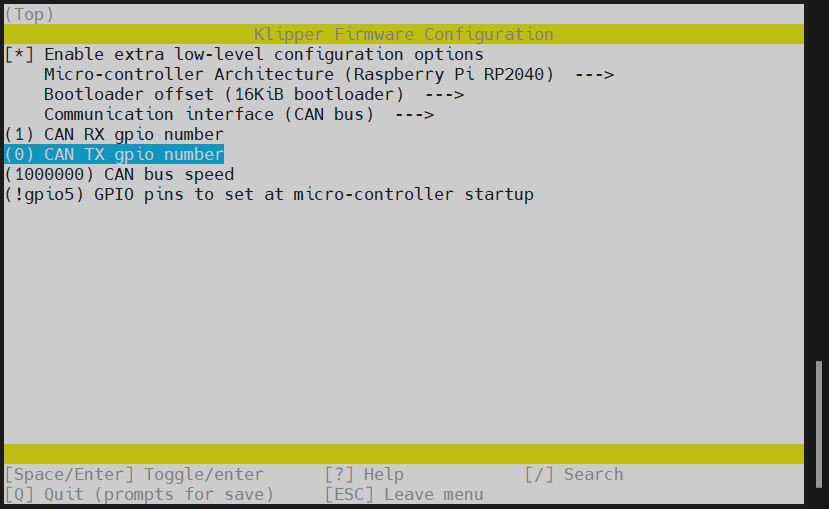 (Top)
Klipper Firmware Configuration
[*] Enable extra low-level configuration options
Micro-controller Architecture (Raspberry Pi RP2040)  --->
Bootloader offset (16KiB bootloader)  --->
Communication interface (CAN bus)  --->
(1) CAN RX gpio number
(0) CAN TX gpio number
(1000000) CAN bus speed
(!gpio5) GPIO pins to set at micro-controller startup
[Space/Enter] Toggle/enter      [?] Help            [/] Search
[Q] Quit (prompts for save)     [ESC] Leave menu